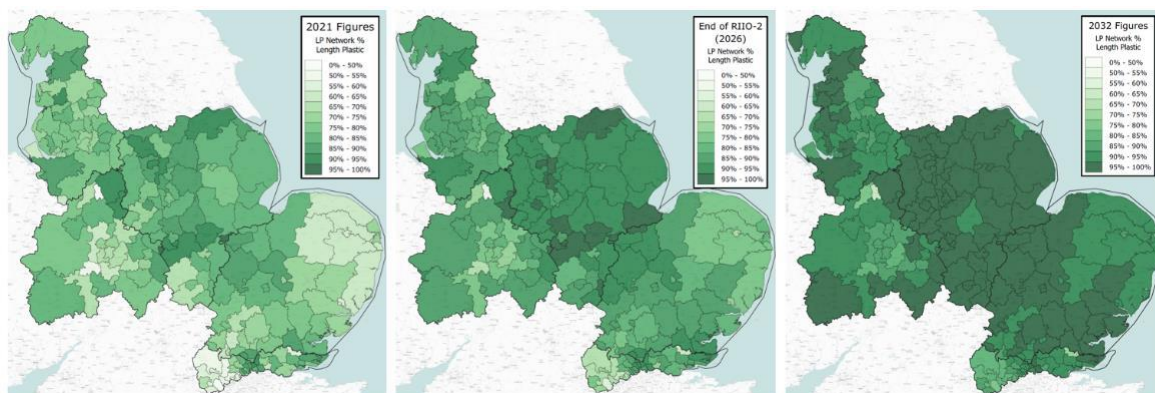 2021 Figures
LP Network %
Length Plastic
0% - 50%
50% - 55%
55% - 60%
60% - 65%
65% - 70%
70% - 75%
75% - 80%
80% - 85%
85% - 90%
90% - 95%
95% - 100%
End of RIIO-2
(2026)
LP Network %
Length Plastic
0% - 50%
50% - 55%
55% - 60%
60% - 65%
65% - 70%
70% - 75%
75% - 80%
80% - 85%
85% - 90%
90% - 95%
95% - 100%
2032 Figures
LP Network %
Length Plastic
0% - 50%
50% - 55%
55% - 60%
60% - 65%
65% - 70%
70% - 75%
75% - 80%
80% - 85%
85% - 90%
90% - 95%
95% - 100%